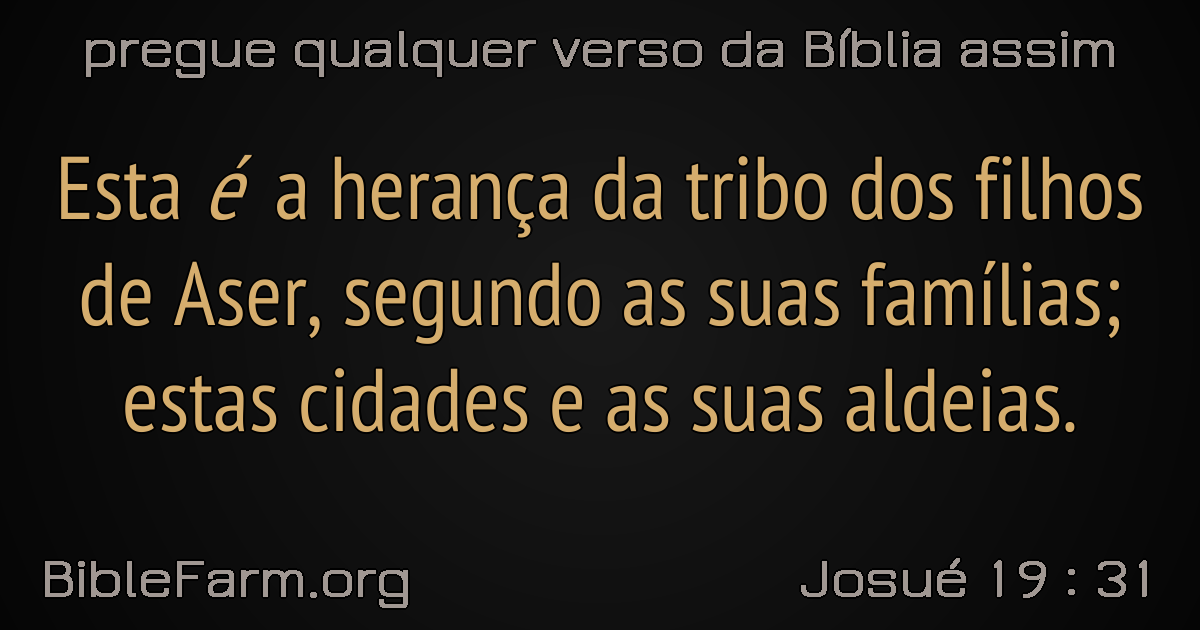 pregue qualquer verso da Bíblia assim
Esta é a herança da tribo dos filhos
de Aser, segundo as suas famílias;
estas cidades e as suas aldeias.
BibleFarm.org
Josué 19 : 31